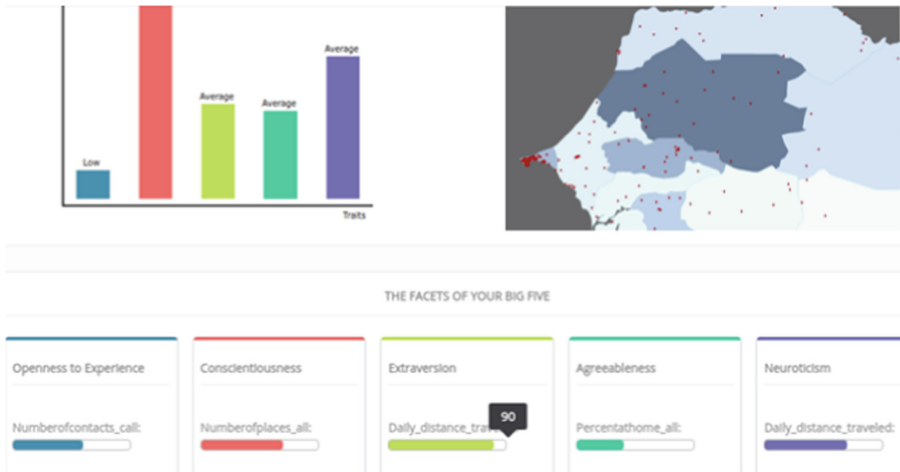 Average
Average
Average
Low
Traits
THE FACETS OF YOUR BIG FIVE
Openness to Experience
Conscientiousness
Extraversion
Agreeableness
Neuroticism
90
Numberofcontacts_call:
Numberofplaces_all:
Percentathome_all:
Daily_distance_traveled: